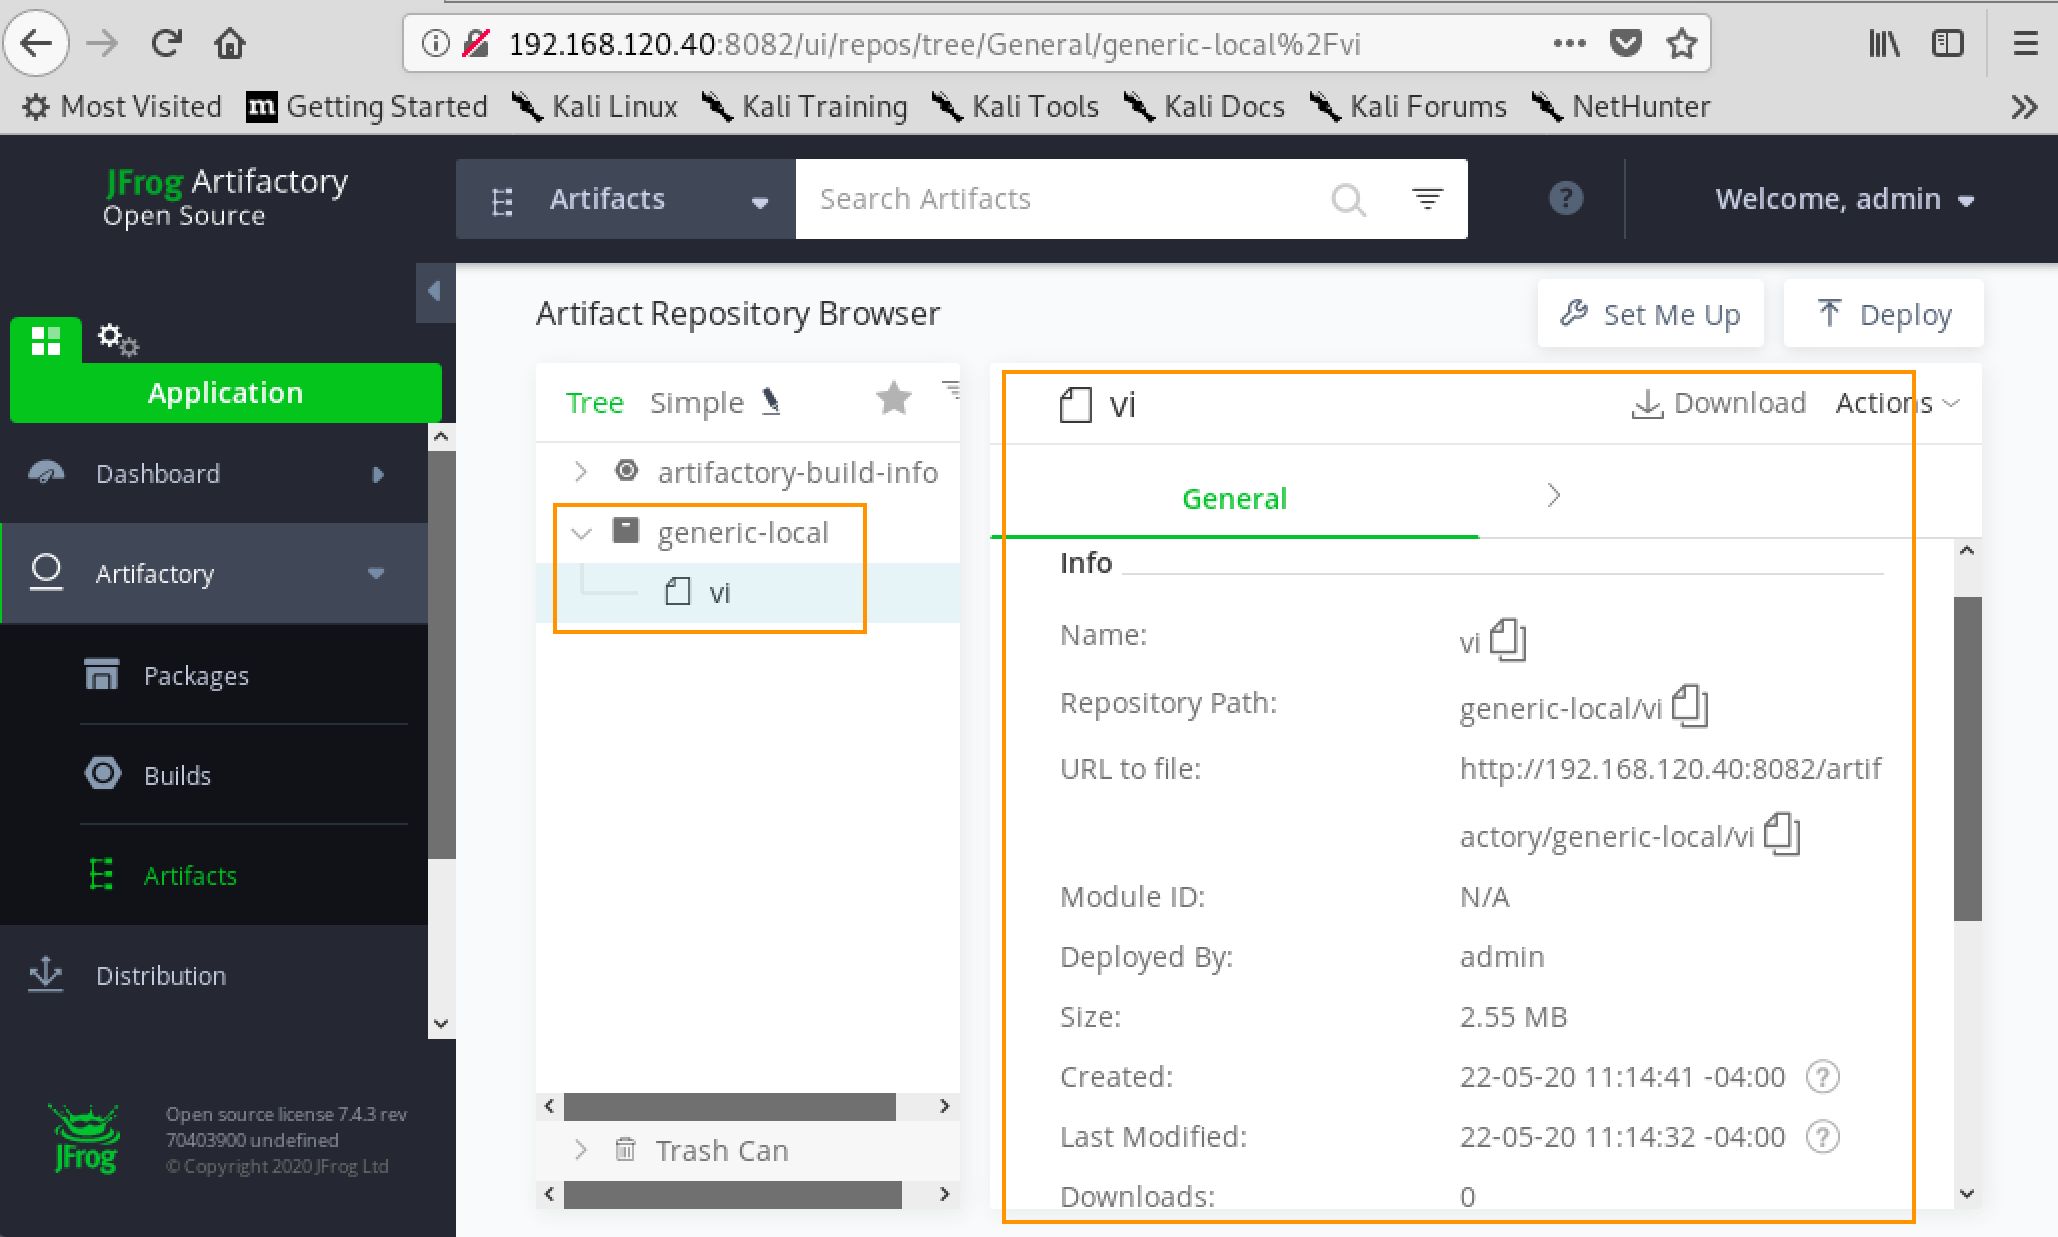 192.168.120.40:8082/ui/repos/tree/General/generic-local%2Fvi
Most Visited m Getting Started Kali Linux Kali Training Kali Tools Kali Docs Kali Forums NetHunter
JFrog Artifactory
Open Source
Artifacts
Search Artifacts
?
Welcome, admin
Application
Dashboard
Artifactory
Packages
Builds
Artifacts
Distribution
JFrog
Open source license 7.4.3 rev
70403900 undefined
© Copyright 2020 JFrog Ltd
Artifact Repository Browser
Set Me Up
Deploy
Tree Simple
artifactory-build-info
generic-local
vi
Trash Can
vi
Download Actions
General
Info
Name: vi
Repository Path: generic-local/vi
URL to file: http://192.168.120.40:8082/artif
actory/generic-local/vi
Module ID: N/A
Deployed By: admin
Size: 2.55 MB
Created: 22-05-20 11:14:41 -04:00 ?
Last Modified: 22-05-20 11:14:32 -04:00 ?
Downloads: 0